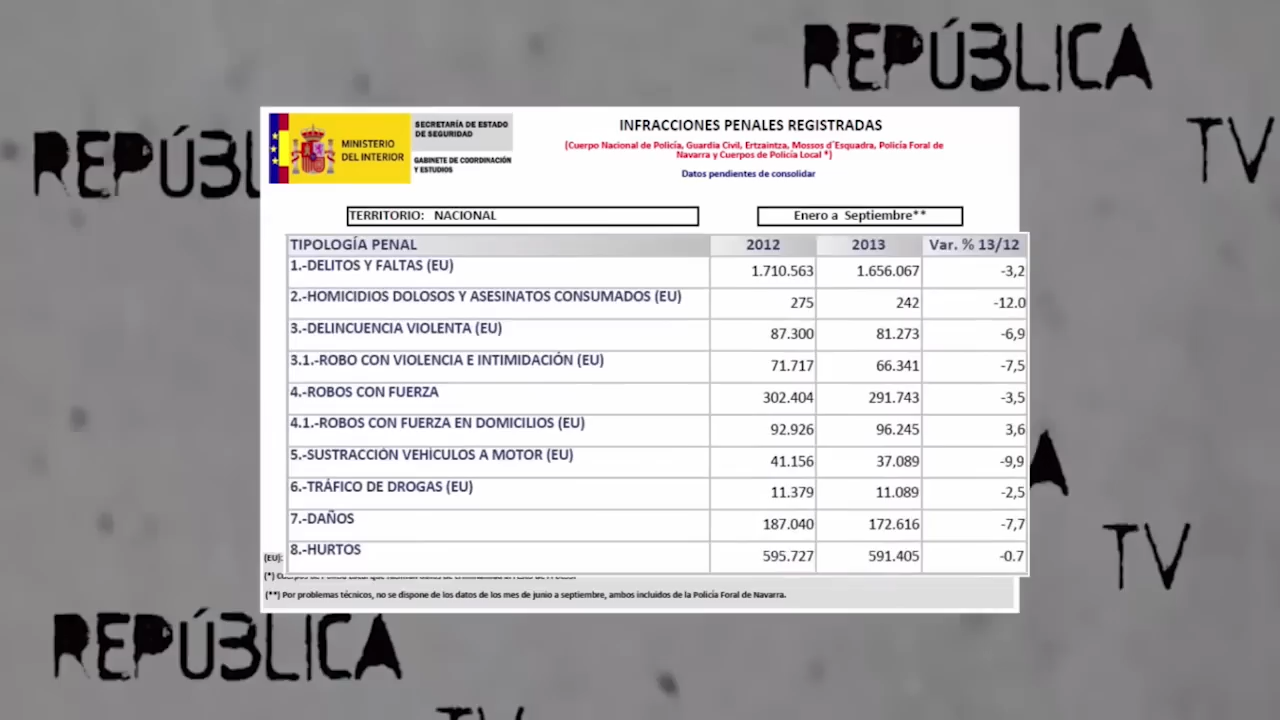 REPÚBLICA
TV
REPÚB
MINISTERIO
DEL INTERIOR
SECRETARÍA DE ESTADO
DE SEGURIDAD
GABINETE DE COORDINACIÓN
Y ESTUDIOS
INFRACCIONES PENALES REGISTRADAS
(Cuerpo Nacional de Policía, Guardia Civil, Ertzaintza, Mossos d´Esquadra, Policía Foral de
Navarra y Cuerpos de Policía Local *)
Datos pendientes de consolidar
TERRITORIO: NACIONAL
Enero a Septiembre**
TIPOLOGÍA PENAL 2012 2013 Var. % 13/12
1.-DELITOS Y FALTAS (EU) 1.710.563 1.656.067 -3,2
2.-HOMICIDIOS DOLOSOS Y ASESINATOS CONSUMADOS (EU) 275 242 -12.0
3.-DELINCUENCIA VIOLENTA (EU) 87.300 81.273 -6,9
3.1.-ROBO CON VIOLENCIA E INTIMIDACIÓN (EU) 71.717 66.341 -7,5
4.-ROBOS CON FUERZA 302.404 291.743 -3,5
4.1.-ROBOS CON FUERZA EN DOMICILIOS (EU) 92.926 96.245 3,6
5.-SUSTRACCIÓN VEHÍCULOS A MOTOR (EU) 41.156 37.089 -9,9
6.-TRÁFICO DE DROGAS (EU) 11.379 11.089 -2,5
7.-DAÑOS 187.040 172.616 -7,7
8.-HURTOS 595.727 591.405 -0.7
(EU):
(**) Por problemas técnicos, no se dispone de los datos de los mes de junio a septiembre, ambos incluidos de la Policía Foral de Navarra.
A
TV
REPÚBLICA
TV